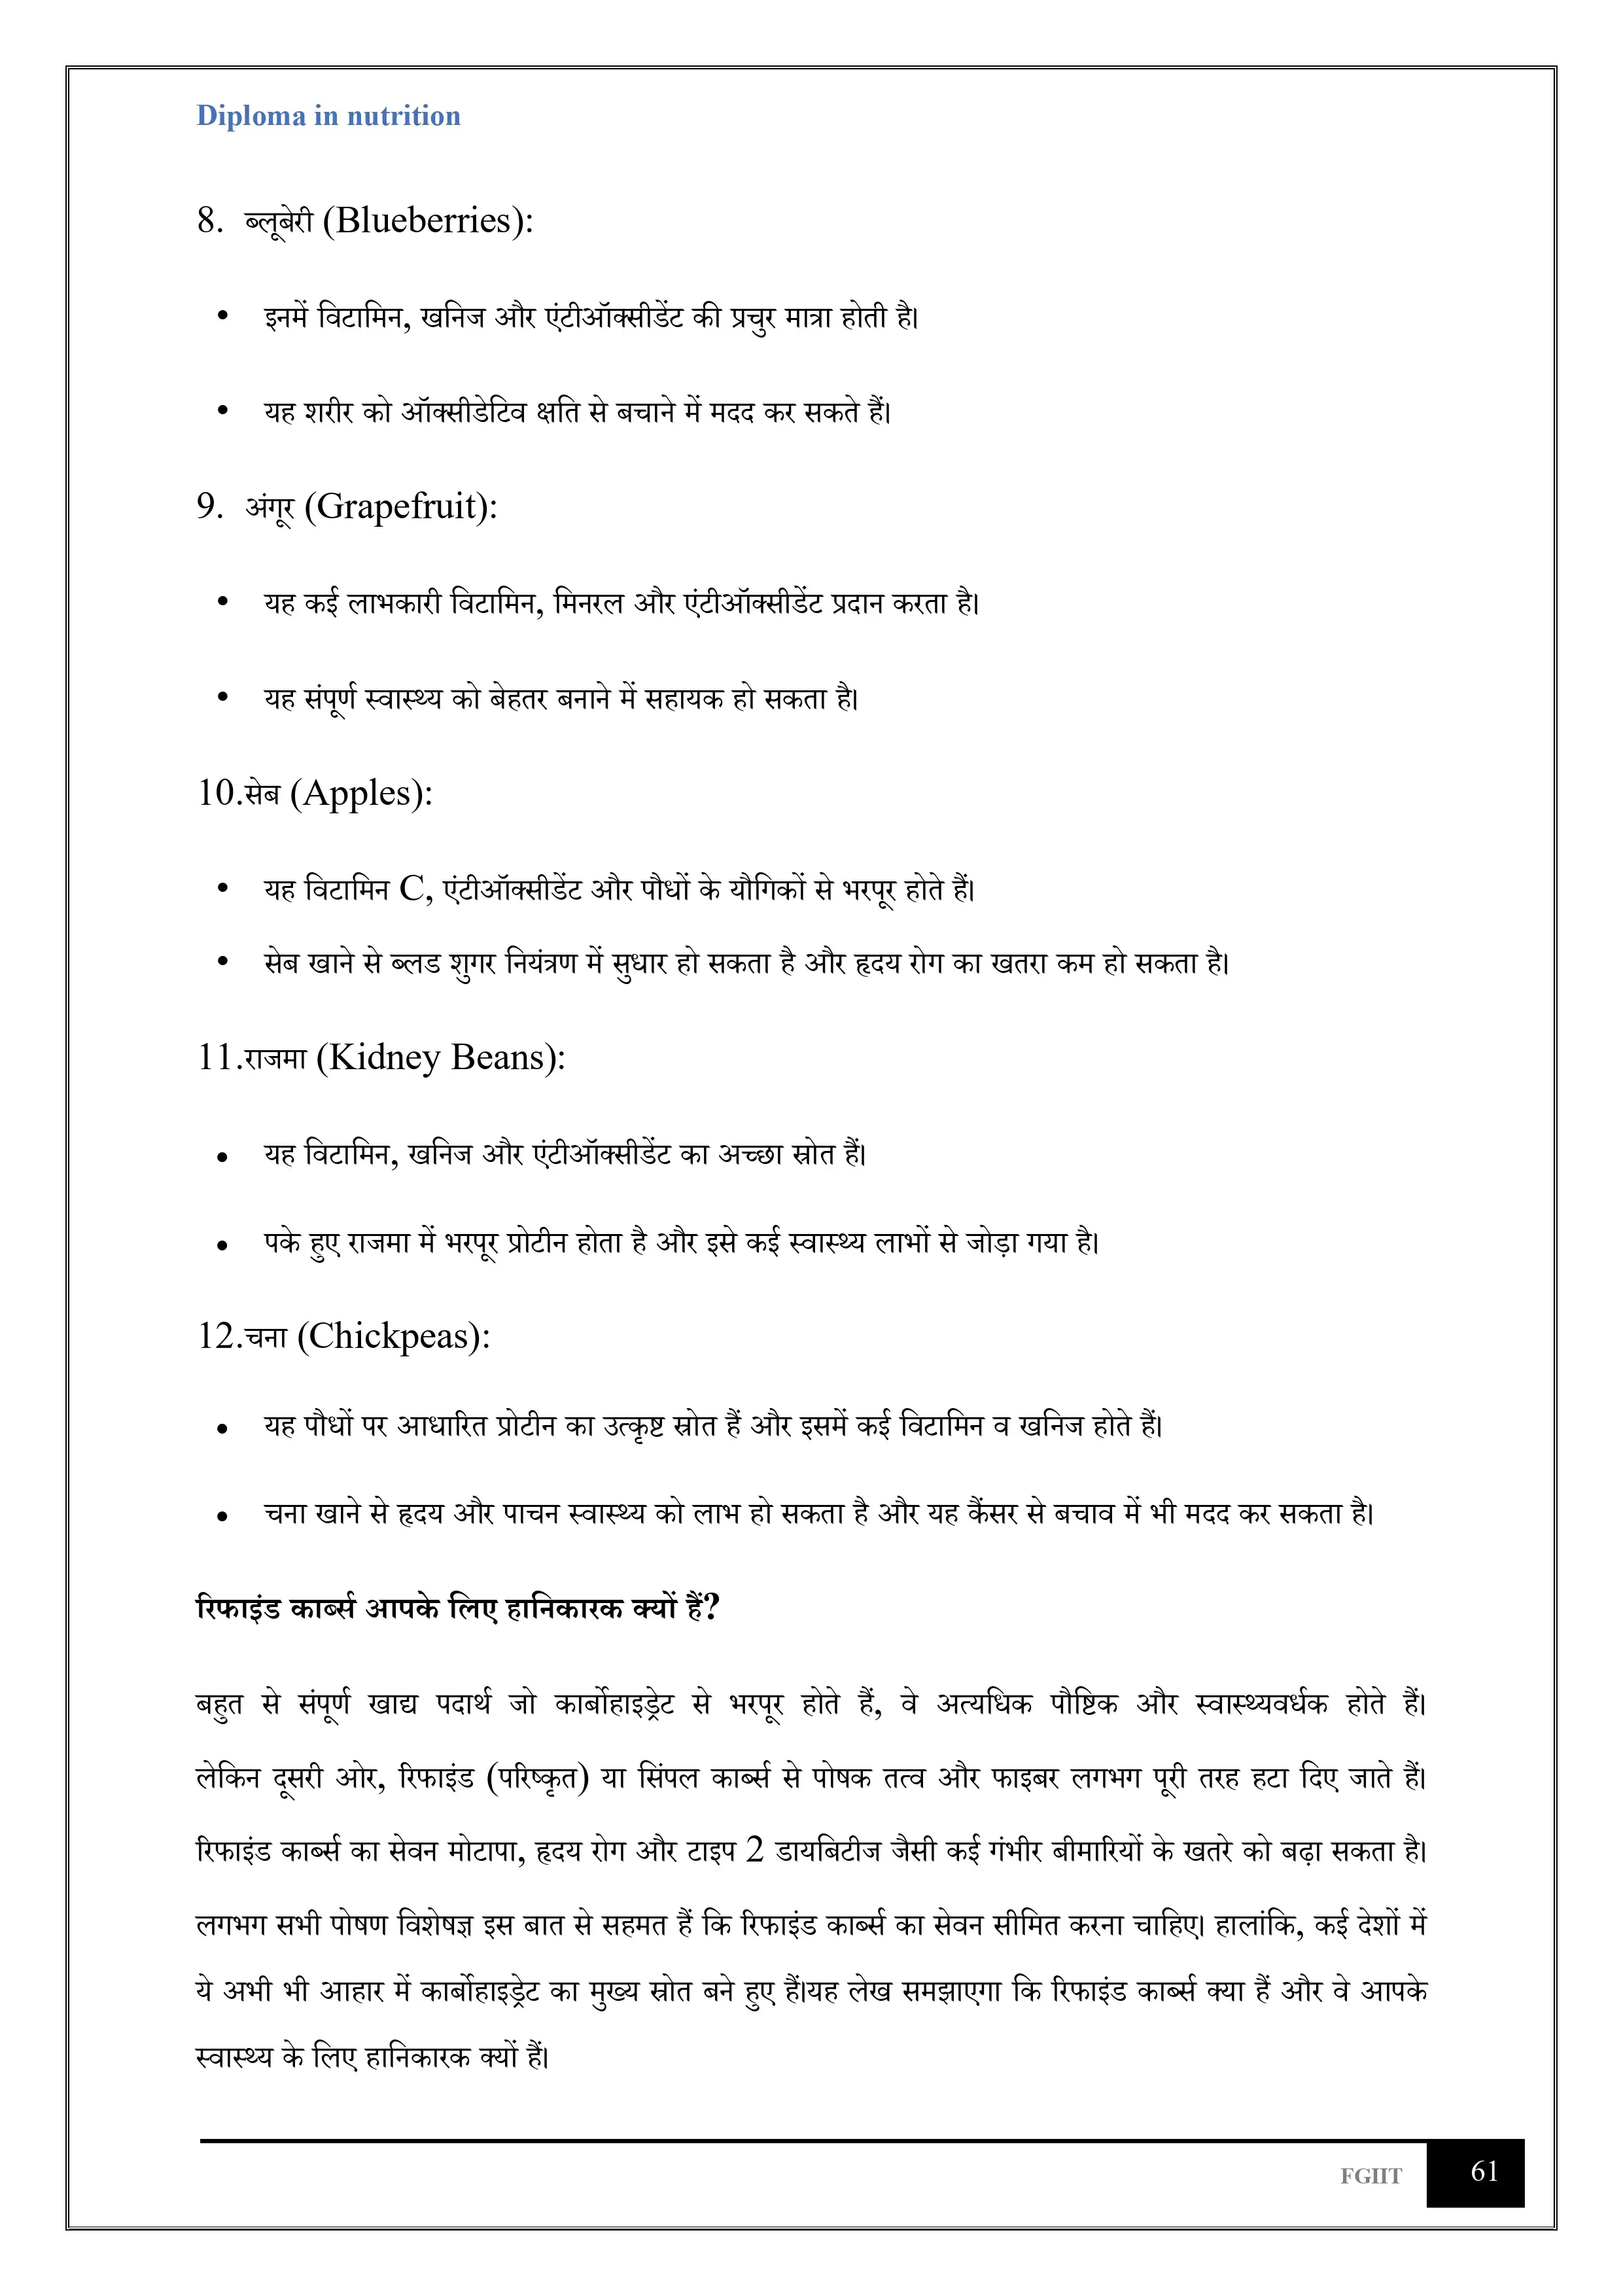 Diploma in nutrition
8. ब्लूबेरी (Blueberries):
• इनमें विटामिन, खनिज और एंटीऑक्सीडेंट की प्रचुर मात्रा होती है।
• यह शरीर को ऑक्सीडेटिव क्षति से बचाने में मदद कर सकते हैं।
9. अंगूर (Grapefruit):
• यह कई लाभकारी विटामिन, मिनरल और एंटीऑक्सीडेंट प्रदान करता है।
• यह संपूर्ण स्वास्थ्य को बेहतर बनाने में सहायक हो सकता है।
10.सेब (Apples):
• यह विटामिन C, एंटीऑक्सीडेंट और पौधों के यौगिकों से भरपूर होते हैं।
• सेब खाने से ब्लड शुगर नियंत्रण में सुधार हो सकता है और हृदय रोग का खतरा कम हो सकता है।
11.राजमा (Kidney Beans):
• यह विटामिन, खनिज और एंटीऑक्सीडेंट का अच्छा स्रोत हैं।
• पके हुए राजमा में भरपूर प्रोटीन होता है और इसे कई स्वास्थ्य लाभों से जोड़ा गया है।
12.चना (Chickpeas):
• यह पौधों पर आधारित प्रोटीन का उत्कृष्ट स्रोत हैं और इसमें कई विटामिन व खनिज होते हैं।
• चना खाने से हृदय और पाचन स्वास्थ्य को लाभ हो सकता है और यह कैंसर से बचाव में भी मदद कर सकता है।
रिफाइंड कार्ब्स आपके लिए हानिकारक क्यों हैं?
बहुत से संपूर्ण खाद्य पदार्थ जो कार्बोहाइड्रेट से भरपूर होते हैं, वे अत्यधिक पौष्टिक और स्वास्थ्यवर्धक होते हैं।
लेकिन दूसरी ओर, रिफाइंड (परिष्कृत) या सिंपल कार्ब्स से पोषक तत्व और फाइबर लगभग पूरी तरह हटा दिए जाते हैं।
रिफाइंड कार्ब्स का सेवन मोटापा, हृदय रोग और टाइप 2 डायबिटीज जैसी कई गंभीर बीमारियों के खतरे को बढ़ा सकता है।
लगभग सभी पोषण विशेषज्ञ इस बात से सहमत हैं कि रिफाइंड कार्ब्स का सेवन सीमित करना चाहिए। हालांकि, कई देशों में
ये अभी भी आहार में कार्बोहाइड्रेट का मुख्य स्रोत बने हुए हैं।यह लेख समझाएगा कि रिफाइंड कार्ब्स क्या हैं और वे आपके
स्वास्थ्य के लिए हानिकारक क्यों हैं।
FGIIT 61